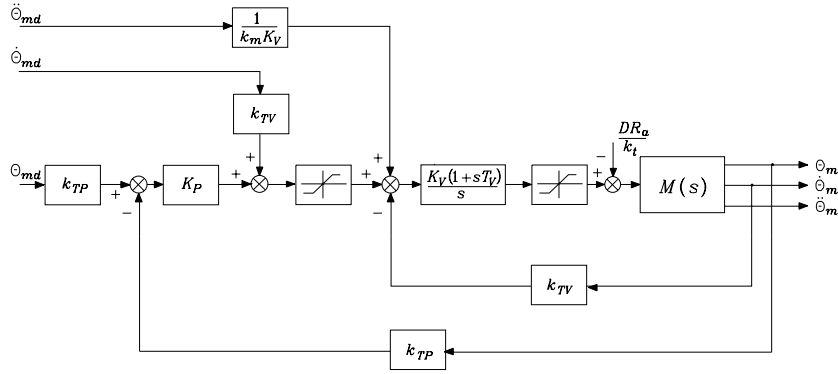 Θ̈md
1
kmKV
Θ̇md
kTV
DRa
kt
Θmd
kTP
KP
KV(1+sTV)
s
M(s)
Θm
Θ̇m
Θ̈m
+
−
+
+
+
+
−
+
−
kTV
kTP